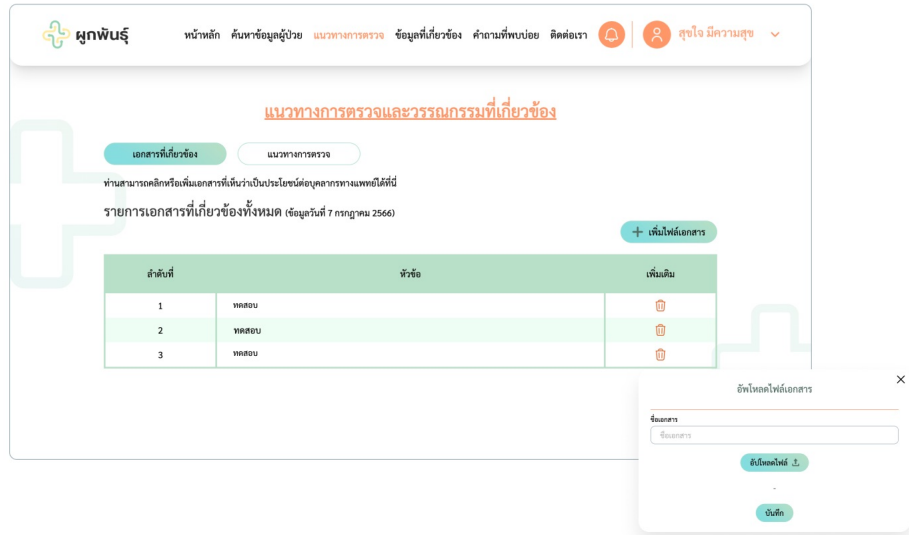 ผูกพันธุ์
หน้าหลัก ค้นหาข้อมูลผู้ป่วย แนวทางการตรวจ ข้อมูลที่เกี่ยวข้อง คำถามที่พบบ่อย ติดต่อเรา สุขใจ มีความสุข
แนวทางการตรวจและวรรณกรรมที่เกี่ยวข้อง
เอกสารที่เกี่ยวข้อง แนวทางการตรวจ
ท่านสามารถคลิกหรือเพิ่มเอกสารที่เห็นว่าเป็นประโยชน์ต่อบุคลากรทางแพทย์ได้ที่นี่
รายการเอกสารที่เกี่ยวข้องทั้งหมด (ข้อมูลวันที่ 7 กรกฎาคม 2566)
เพิ่มไฟล์เอกสาร
ลำดับที่ หัวข้อ เพิ่มเติม
1 ทดสอบ
2 ทดสอบ
3 ทดสอบ
อัพโหลดไฟล์เอกสาร
ชื่อเอกสาร
ชื่อเอกสาร
อัปโหลดไฟล์
-
บันทึก